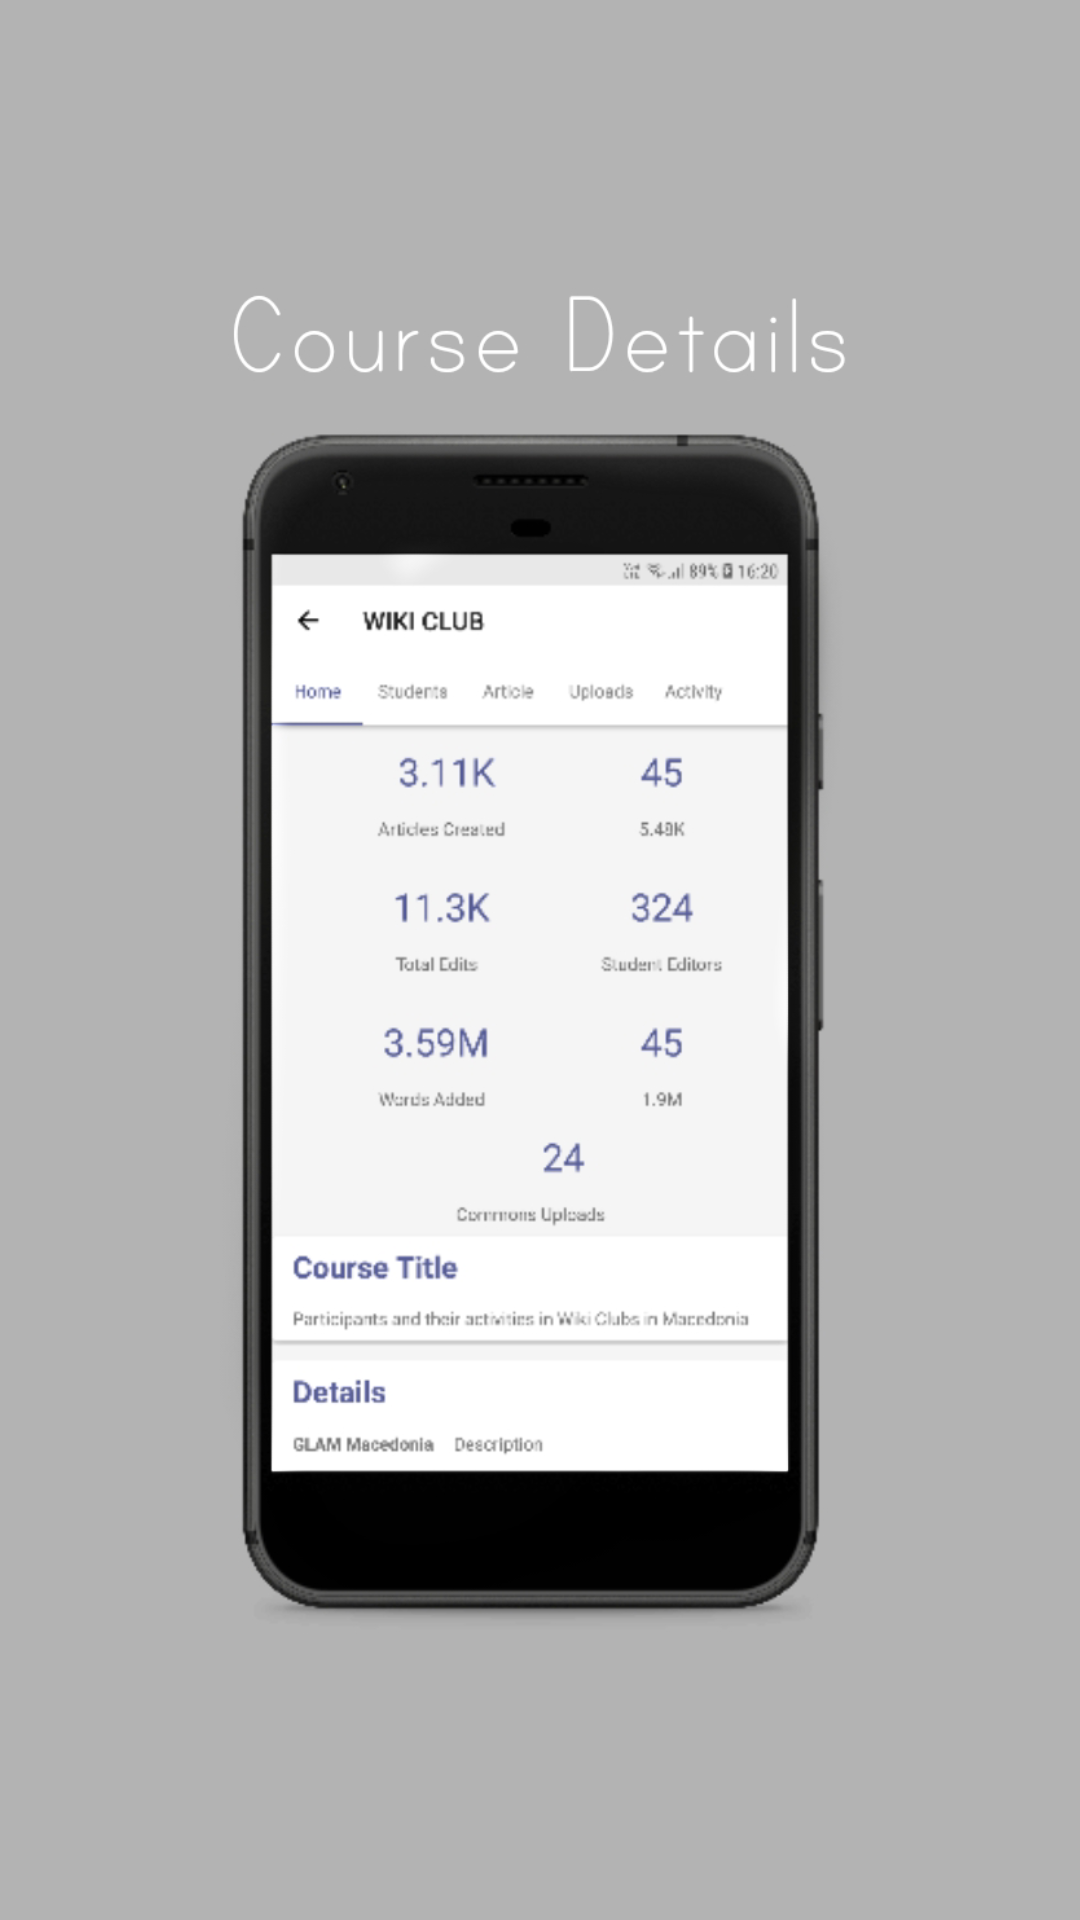 Course Details
89% 16:20
WIKI CLUB
Home Students Article Uploads Activity
3.11K 45
Articles Created 5.48K
11.3K 324
Total Edits Student Editors
3.59M 45
Words Added 1.9M
24
Commons Uploads
Course Title
Participants and their activities in Wiki Clubs in Macedonia
Details
GLAM Macedonia Description